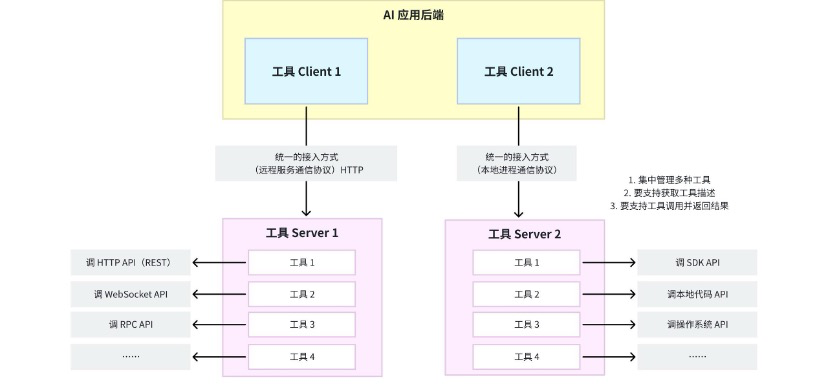 AI 应用后端
工具 Client 1
工具 Client 2
统一的接入方式
（远程服务通信协议）HTTP
统一的接入方式
（本地进程通信协议）
1. 集中管理多种工具
2. 要支持获取工具描述
3. 要支持工具调用并返回结果
工具 Server 1
工具 Server 2
调 HTTP API（REST）
工具 1
工具 1
调 SDK API
调 WebSocket API
工具 2
工具 2
调本地代码 API
调 RPC API
工具 3
工具 3
调操作系统 API
……
工具 4
工具 4
……